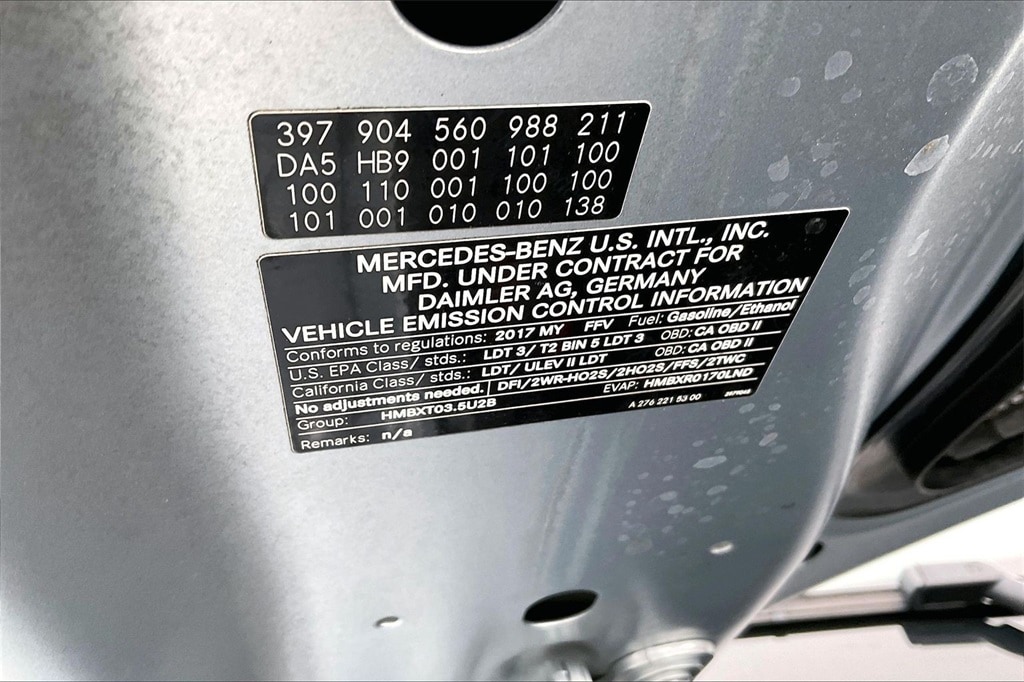 397 904 560 988 211
DA5 HB9 001 101 100
100 110 001 100 100
101 001 010 010 138
MERCEDES-BENZ U.S. INTL., INC.
MFD. UNDER CONTRACT FOR
DAIMLER AG, GERMANY
VEHICLE EMISSION CONTROL INFORMATION
Conforms to regulations: 2017 MY FFV Fuel: Gasoline/Ethanol
U.S. EPA Class/ stds.: LDT 3/ T2 BIN 5 LDT 3 OBD: CA OBD II
California Class/ stds.: LDT/ ULEV II LDT OBD: CA OBD II
No adjustments needed. DFI/2WR-HO2S/2HO2S/FFS/2TWC
Group: HMBXT03.5U2B EVAP: HMBXR0170LND
Remarks: n/a A 276 221 53 00